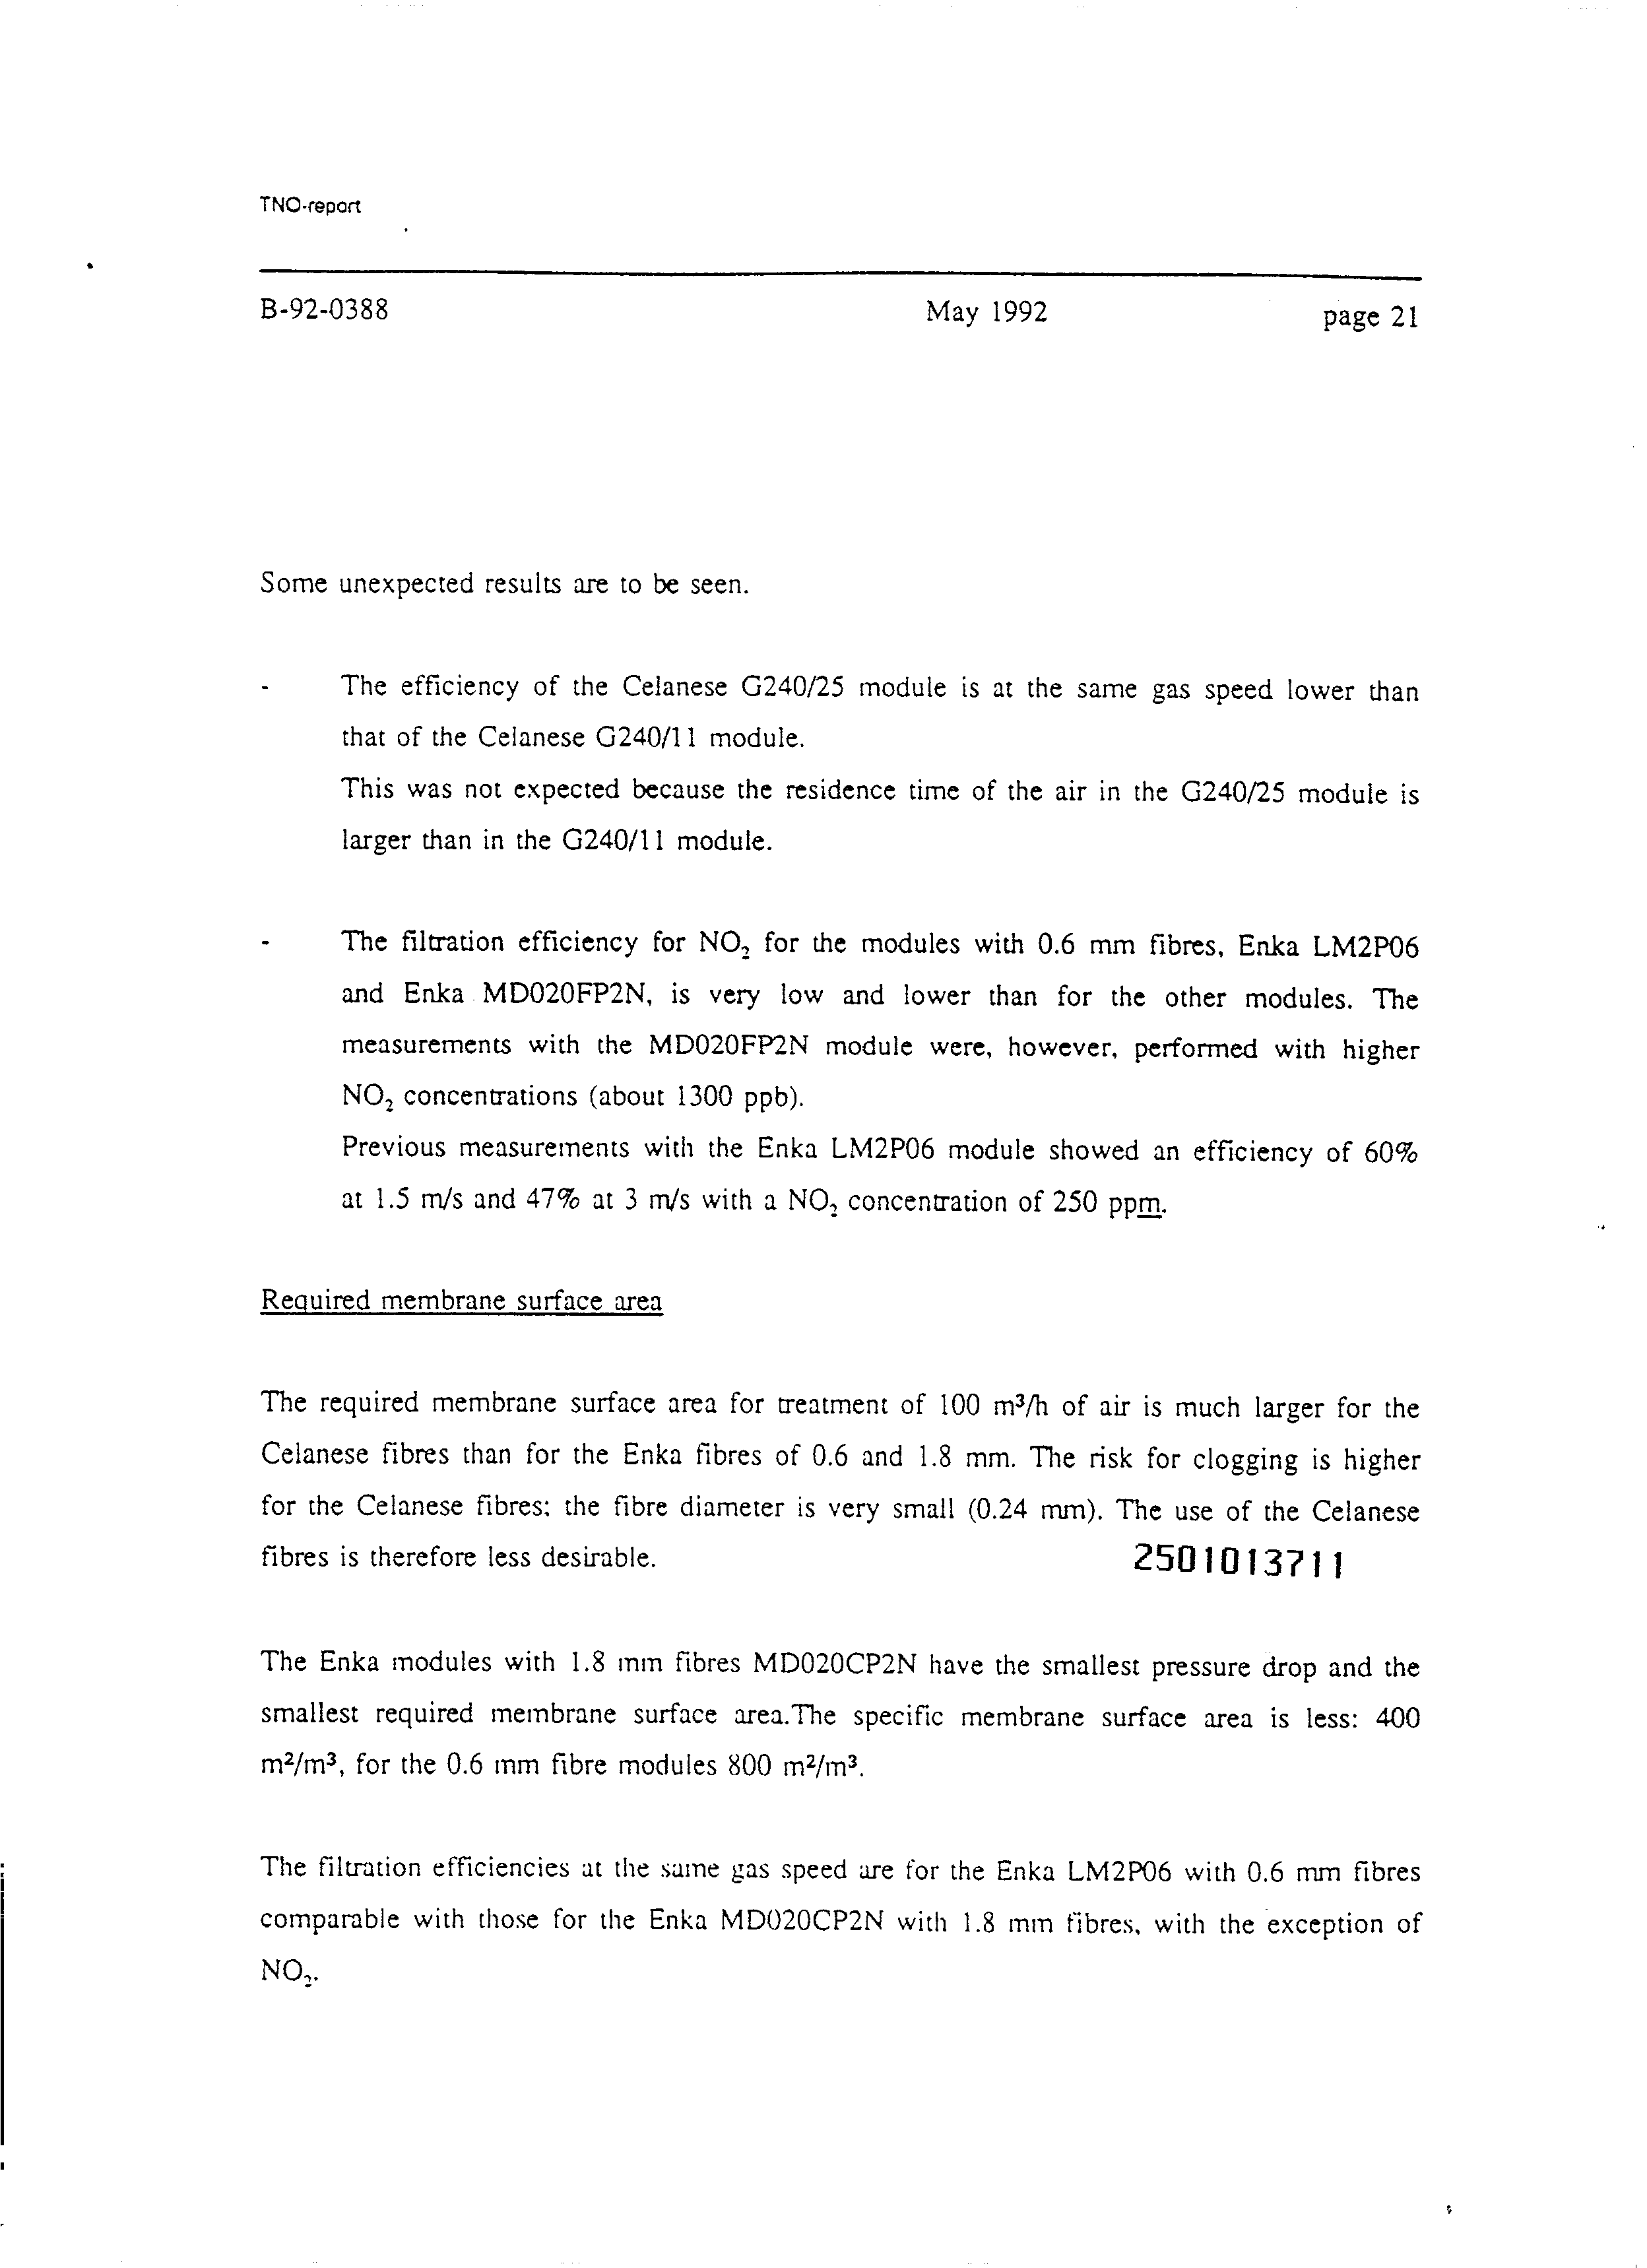 TNO-report
B-92-0388 May 1992 page 21
Some unexpected results are to be seen.
- The efficiency of the Celanese G240/25 module is at the same gas speed lower than
that of the Celanese G240/11 module.
This was not expected because the residence time of the air in the G240/25 module is
larger than in the G240/11 module.
- The filtration efficiency for NO₂ for the modules with 0.6 mm fibres, Enka LM2P06
and Enka MD020FP2N, is very low and lower than for the other modules. The
measurements with the MD020FP2N module were, however, performed with higher
NO₂ concentrations (about 1300 ppb).
Previous measurements with the Enka LM2P06 module showed an efficiency of 60%
at 1.5 m/s and 47% at 3 m/s with a NO₂ concentration of 250 ppm.
Required membrane surface area
The required membrane surface area for treatment of 100 m³/h of air is much larger for the
Celanese fibres than for the Enka fibres of 0.6 and 1.8 mm. The risk for clogging is higher
for the Celanese fibres; the fibre diameter is very small (0.24 mm). The use of the Celanese
fibres is therefore less desirable.
2501013711
The Enka modules with 1.8 mm fibres MD020CP2N have the smallest pressure drop and the
smallest required membrane surface area.The specific membrane surface area is less: 400
m²/m³, for the 0.6 mm fibre modules 800 m²/m³.
The filtration efficiencies at the same gas speed are for the Enka LM2P06 with 0.6 mm fibres
comparable with those for the Enka MD020CP2N with 1.8 mm fibres, with the exception of
NO₂.